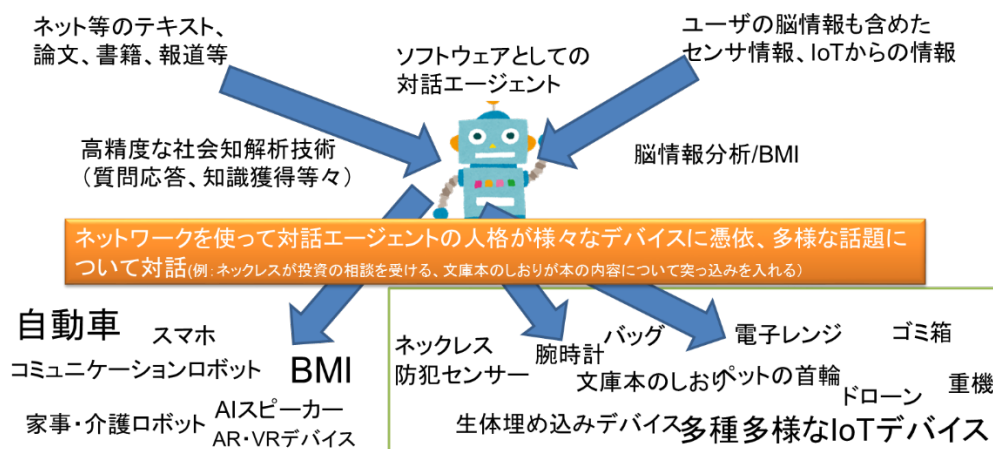 ネット等のテキスト、
論文、書籍、報道等
ソフトウェアとしての
対話エージェント
ユーザの脳情報も含めた
センサ情報、IoTからの情報
高精度な社会知解析技術
（質問応答、知識獲得等々）
脳情報分析/BMI
ネットワークを使って対話エージェントの人格が様々なデバイスに憑依、多様な話題に
ついて対話(例：ネックレスが投資の相談を受ける、文庫本のしおりが本の内容について突っ込みを入れる）
自動車
スマホ
コミュニケーションロボット
BMI
家事・介護ロボット
AIスピーカー
AR・VRデバイス
ネックレス
防犯センサー
腕時計
バッグ
文庫本のしおり
電子レンジ
ゴミ箱
ペットの首輪
ドローン
重機
生体埋め込みデバイス
多種多様なIoTデバイス